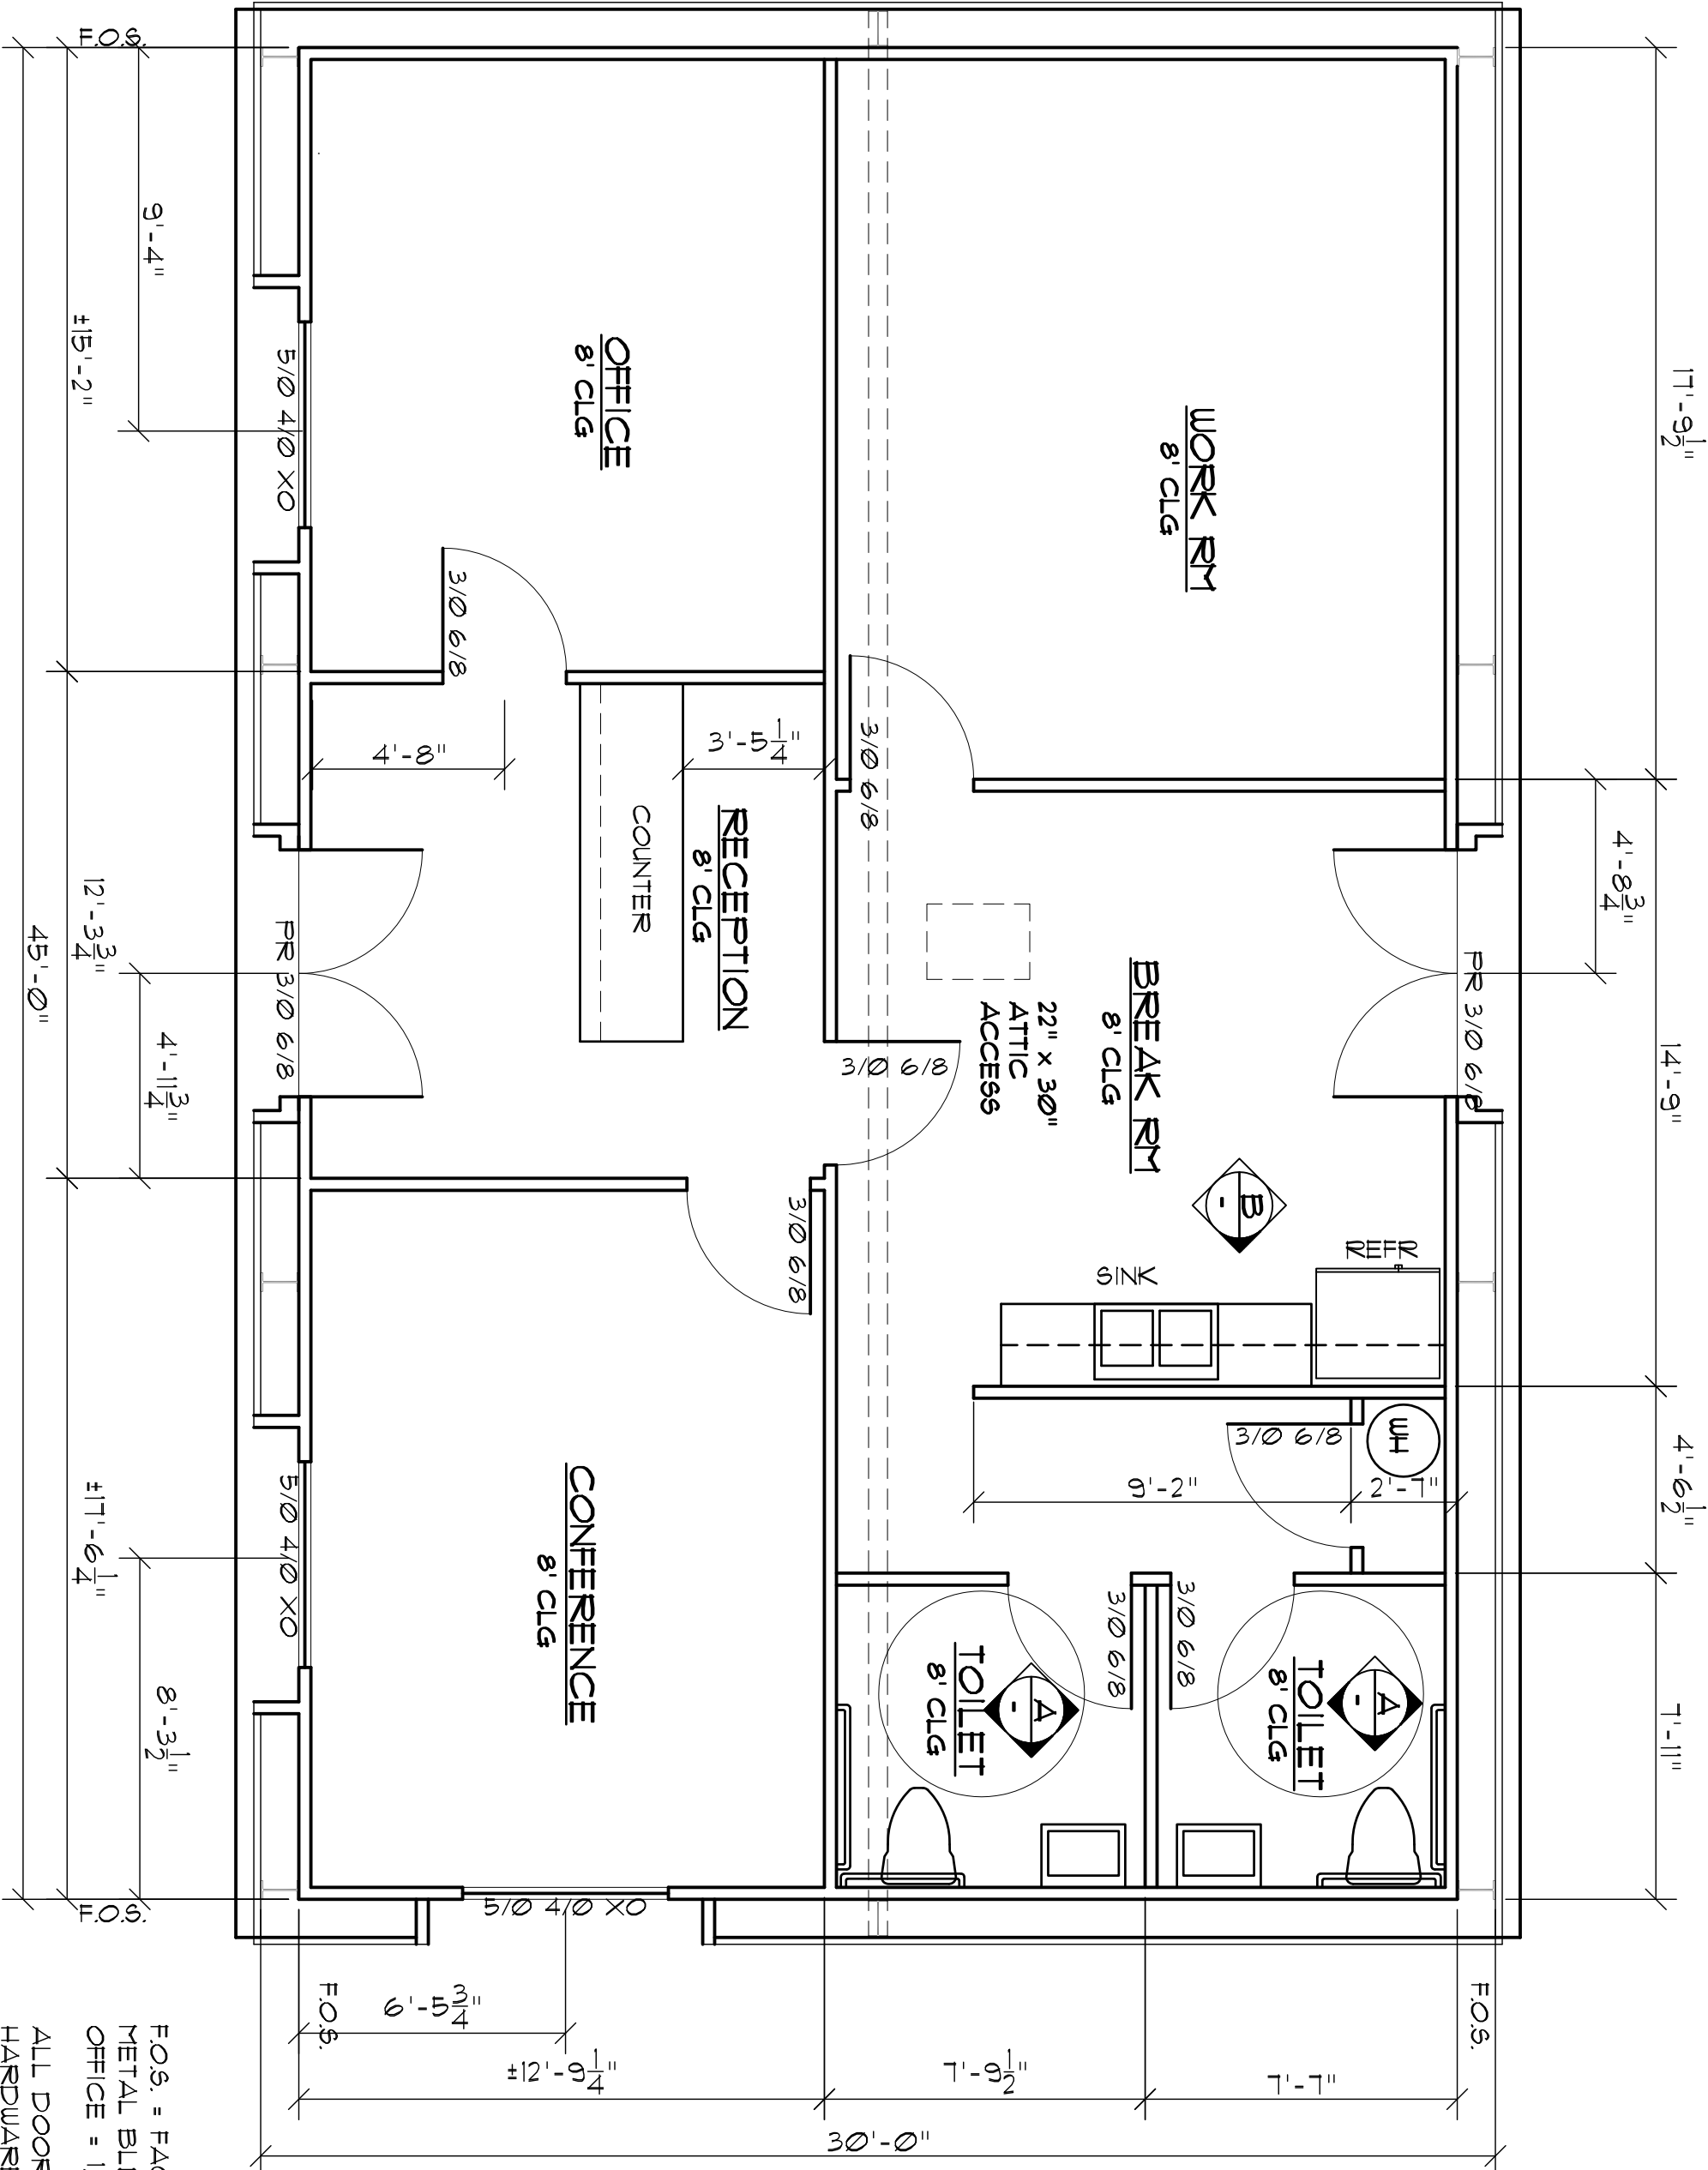 17'-9 1/2"
14'-9"
4'-6 1/2"
7'-11"
4'-8 3/4"
PR 3/0 6/8
F.O.S.
REFR
WH
2'-7"
7'-7"
WORK RM
8' CLG
BREAK RM
8' CLG
B
-
SINK
22" x 30"
ATTIC
ACCESS
3/0 6/8
9'-2"
A
-
TOILET
8' CLG
3/0 6/8
3/0 6/8
A
-
TOILET
8' CLG
7'-9 1/2"
3/0 6/8
3/0 6/8
30'-0"
OFFICE
8' CLG
3/0 6/8
3'-5 1/4"
RECEPTION
8' CLG
COUNTER
4'-8"
3/0 6/8
CONFERENCE
8' CLG
5/0 4/0 XO
±12'-9 1/4"
6'-5 3/4"
F.O.S.
5/0 4/0 XO
PR 3/0 6/8
5/0 4/0 XO
9'-4"
4'-11 3/4"
8'-3 1/2"
F.O.S.
±15'-2"
12'-3 3/4"
±17'-6 1/4"
F.O.S.
45'-0"
F.O.S. = FAC
METAL BL
OFFICE = 1
ALL DOOR
HARDWARE